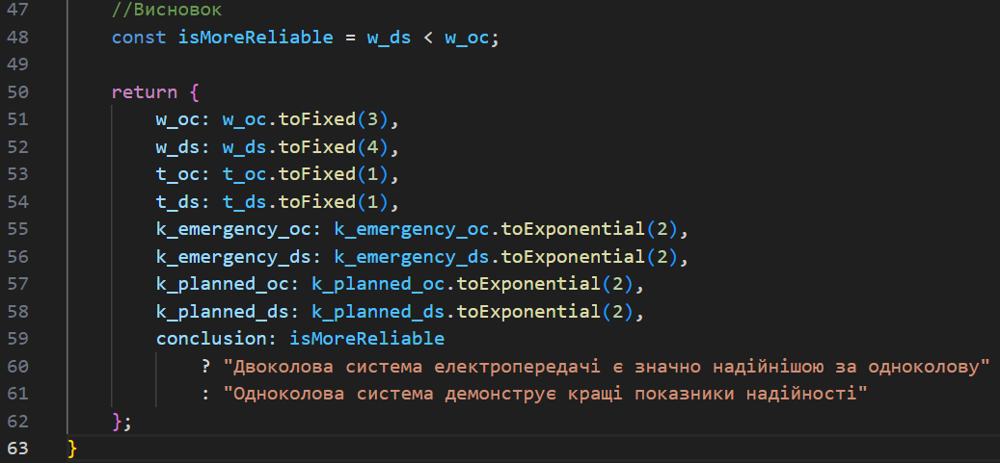 47 //Висновок
48 const isMoreReliable = w_ds < w_oc;
49
50 return {
51 w_oc: w_oc.toFixed(3),
52 w_ds: w_ds.toFixed(4),
53 t_oc: t_oc.toFixed(1),
54 t_ds: t_ds.toFixed(1),
55 k_emergency_oc: k_emergency_oc.toExponential(2),
56 k_emergency_ds: k_emergency_ds.toExponential(2),
57 k_planned_oc: k_planned_oc.toExponential(2),
58 k_planned_ds: k_planned_ds.toExponential(2),
59 conclusion: isMoreReliable
60 ? "Двоколова система електропередачі є значно надійнішою за одноколову"
61 : "Одноколова система демонструє кращі показники надійності"
62 };
63 }